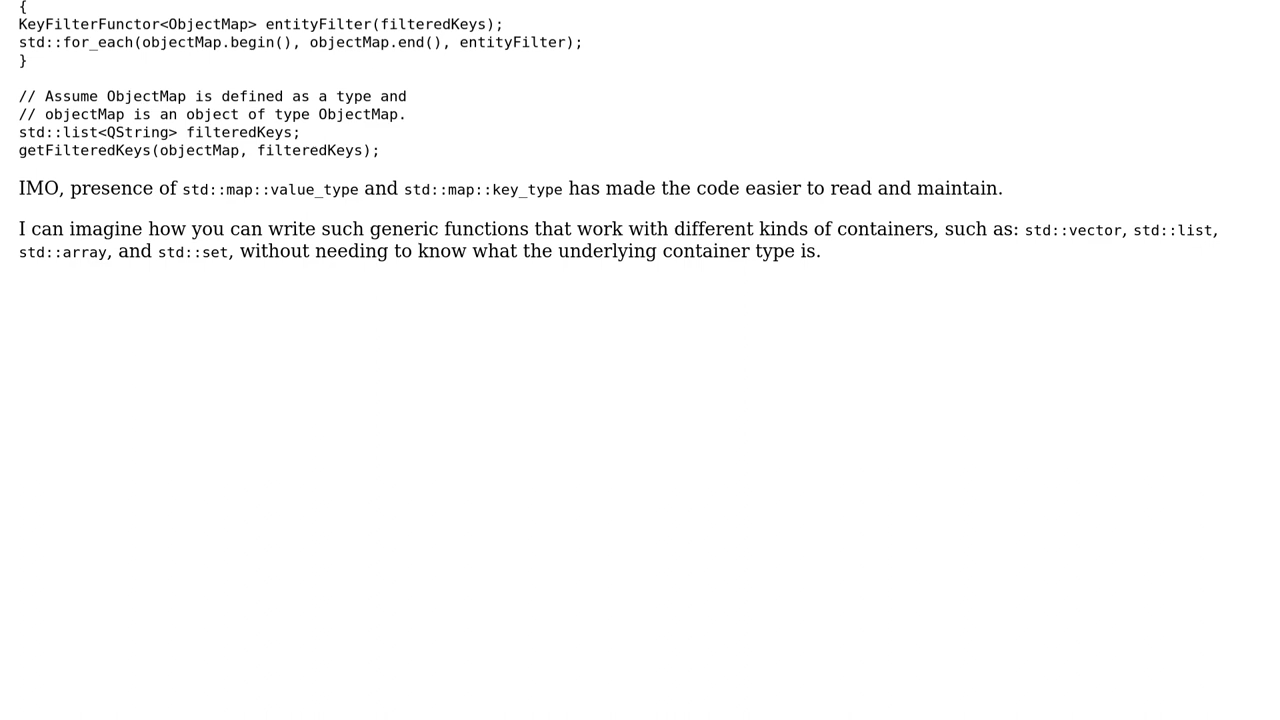 {
KeyFilterFunctor<ObjectMap> entityFilter(filteredKeys);
std::for_each(objectMap.begin(), objectMap.end(), entityFilter);
}
// Assume ObjectMap is defined as a type and
// objectMap is an object of type ObjectMap.
std::list<QString> filteredKeys;
getFilteredKeys(objectMap, filteredKeys);
IMO, presence of std::map::value_type and std::map::key_type has made the code easier to read and maintain.
I can imagine how you can write such generic functions that work with different kinds of containers, such as: std::vector, std::list,
std::array, and std::set, without needing to know what the underlying container type is.